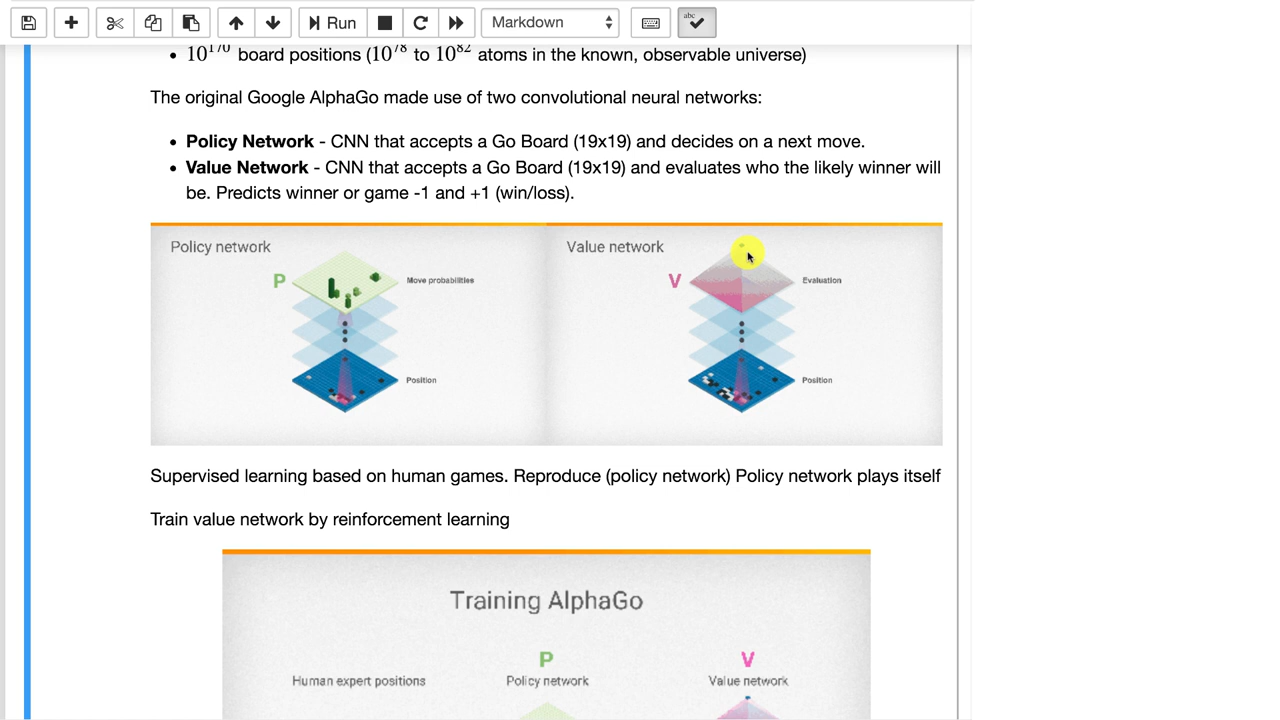 Run
Markdown
abc
• 10^170 board positions (10^78 to 10^82 atoms in the known, observable universe)
The original Google AlphaGo made use of two convolutional neural networks:
• Policy Network - CNN that accepts a Go Board (19x19) and decides on a next move.
• Value Network - CNN that accepts a Go Board (19x19) and evaluates who the likely winner will
be. Predicts winner or game -1 and +1 (win/loss).
Policy network
P
Move probabilities
Position
Value network
V
Evaluation
Position
Supervised learning based on human games. Reproduce (policy network) Policy network plays itself
Train value network by reinforcement learning
Training AlphaGo
P
V
Human expert positions
Policy network
Value network